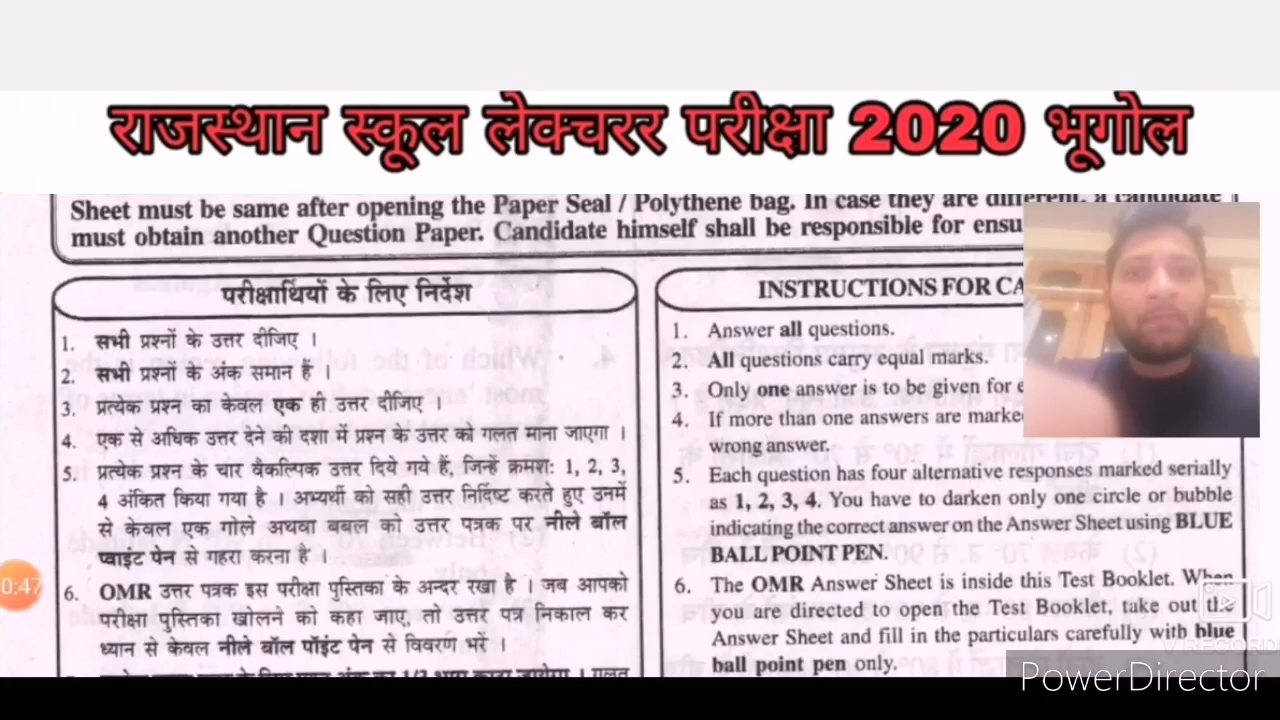 राजस्थान स्कूल लेक्चरर परीक्षा 2020 भूगोल
Sheet must be same after opening the Paper Seal / Polythene bag. In case they are different, a candidate
must obtain another Question Paper. Candidate himself shall be responsible for ensu
परीक्षार्थियों के लिए निर्देश
1. सभी प्रश्नों के उत्तर दीजिए ।
2. सभी प्रश्नों के अंक समान हैं ।
3. प्रत्येक प्रश्न का केवल एक ही उत्तर दीजिए ।
4. एक से अधिक उत्तर देने की दशा में प्रश्न के उत्तर को गलत माना जाएगा ।
5. प्रत्येक प्रश्न के चार वैकल्पिक उत्तर दिये गये हैं, जिन्हें क्रमशः 1, 2, 3,
4 अंकित किया गया है । अभ्यर्थी को सही उत्तर निर्दिष्ट करते हुए उनमें
से केवल एक गोले अथवा बबल को उत्तर पत्रक पर नीले बॉल
प्वाइंट पेन से गहरा करना है ।
6. OMR उत्तर पत्रक इस परीक्षा पुस्तिका के अन्दर रखा है । जब आपको
परीक्षा पुस्तिका खोलने को कहा जाए, तो उत्तर पत्र निकाल कर
ध्यान से केवल नीले बॉल पॉइंट पेन से विवरण भरें ।
INSTRUCTIONS FOR CA
1. Answer all questions.
2. All questions carry equal marks.
3. Only one answer is to be given for e
4. If more than one answers are marke
wrong answer.
5. Each question has four alternative responses marked serially
as 1, 2, 3, 4. You have to darken only one circle or bubble
indicating the correct answer on the Answer Sheet using BLUE
BALL POINT PEN.
6. The OMR Answer Sheet is inside this Test Booklet. When
you are directed to open the Test Booklet, take out the
Answer Sheet and fill in the particulars carefully with blue
ball point pen only.
0:47
VIRECORD
PowerDirector